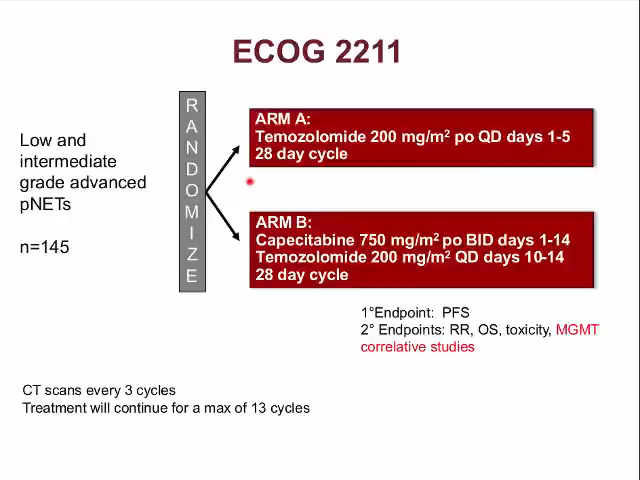 ECOG 2211
Low and
intermediate
grade advanced
pNETs
n=145
RANDOMIZE
ARM A:
Temozolomide 200 mg/m² po QD days 1-5
28 day cycle
ARM B:
Capecitabine 750 mg/m² po BID days 1-14
Temozolomide 200 mg/m² QD days 10-14
28 day cycle
1°Endpoint: PFS
2° Endpoints: RR, OS, toxicity, MGMT
correlative studies
CT scans every 3 cycles
Treatment will continue for a max of 13 cycles